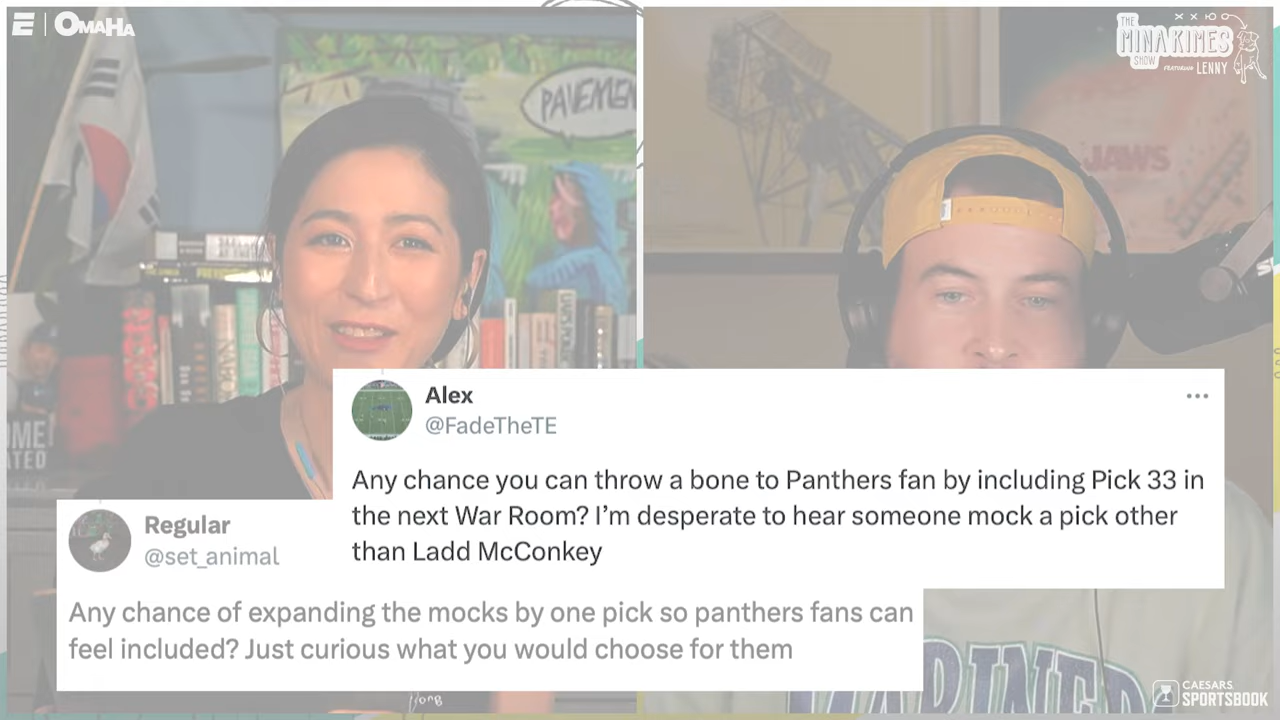 E | OMAHA
THE
MINA KIMES
SHOW
FEATURING LENNY
PAVEMEN
JAWS
Alex
@FadeTheTE
Any chance you can throw a bone to Panthers fan by including Pick 33 in
the next War Room? I’m desperate to hear someone mock a pick other
than Ladd McConkey
Regular
@set_animal
Any chance of expanding the mocks by one pick so panthers fans can
feel included? Just curious what you would choose for them
MARINER
CAESARS
SPORTSBOOK